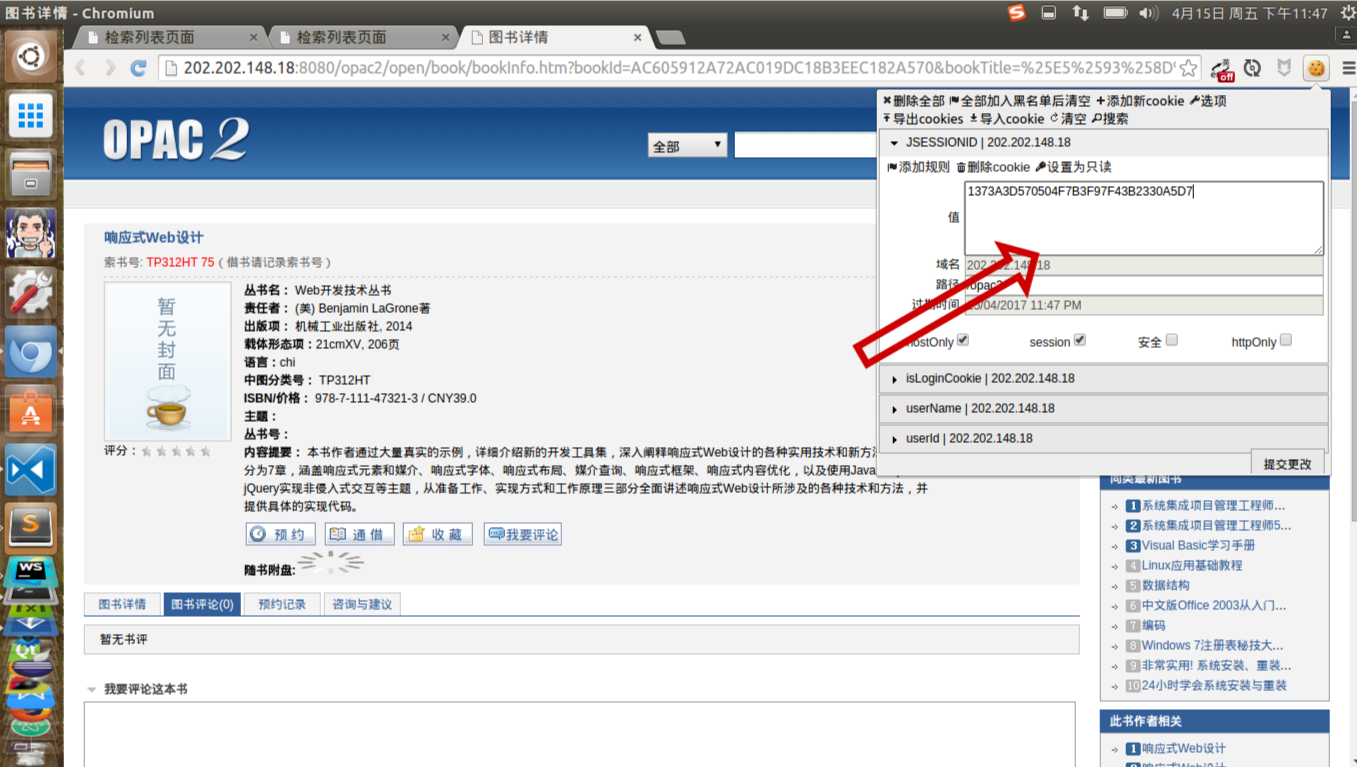 图书详情 - Chromium
4月15日 周五 下午11:47
检索列表页面
检索列表页面
图书详情
202.202.148.18:8080/opac2/open/book/bookInfo.htm?bookId=AC605912A72AC019DC18B3EEC182A570&bookTitle=%25E5%2593%258D
off
删除全部 全部加入黑名单后清空 添加新cookie 选项
导出cookies 导入cookie 清空 搜索
OPAC 2
全部
JSESSIONID | 202.202.148.18
添加规则 删除cookie 设置为只读
值
1373A3D570504F7B3F97F43B2330A5D7
域名
202.202.148.18
路径
过期时间
/04/2017 11:47 PM
hostOnly session 安全 httpOnly
isLoginCookie | 202.202.148.18
userName | 202.202.148.18
userId | 202.202.148.18
提交更改
响应式Web设计
索书号: TP312HT 75 ( 借书请记录索书号 )
暂
无
封
面
评分：
丛书名： Web开发技术丛书
责任者： (美) Benjamin LaGrone著
出版项： 机械工业出版社, 2014
载体形态项：21cmXV, 206页
语言：chi
中图分类号： TP312HT
ISBN/价格： 978-7-111-47321-3 / CNY39.0
主题：
丛书号：
内容提要： 本书作者通过大量真实的示例，详细介绍新的开发工具集，深入阐释响应式Web设计的各种实用技术和新方
分为7章，涵盖响应式元素和媒介、响应式字体、响应式布局、媒介查询、响应式框架、响应式内容优化，以及使用Java
jQuery实现非侵入式交互等主题，从准备工作、实现方式和工作原理三部分全面讲述响应式Web设计所涉及的各种技术和方法，并
提供具体的实现代码。
预 约
通 借
收 藏
我要评论
随书附盘:
图书详情
图书评论(0)
预约记录
咨询与建议
暂无书评
我要评论这本书
同类最新图书
1 系统集成项目管理工程师...
2 系统集成项目管理工程师5...
3 Visual Basic学习手册
4 Linux应用基础教程
5 数据结构
6 中文版Office 2003从入门...
7 编码
8 Windows 7注册表秘技大...
9 非常实用! 系统安装、重装...
10 24小时学会系统安装与重装
此书作者相关
1 响应式Web设计